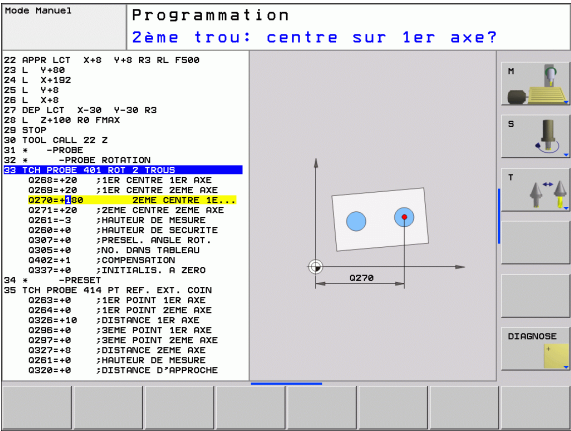 Mode Manuel
Programmation
2ème trou: centre sur 1er axe?
22 APPR LCT X+8 Y+8 R3 RL F500
23 L Y+80
24 L X+192
25 L Y+8
26 L X+8
27 DEP LCT X-30 Y-30 R3
28 L Z+100 R0 FMAX
29 STOP
30 TOOL CALL 22 Z
31 * -PROBE
32 * -PROBE ROTATION
33 TCH PROBE 401 ROT 2 TROUS
Q268=+20 ;1ER CENTRE 1ER AXE
Q269=+20 ;1ER CENTRE 2EME AXE
Q270=+180 2EME CENTRE 1E...
Q271=+20 ;2EME CENTRE 2EME AXE
Q261=-3 ;HAUTEUR DE MESURE
Q260=+0 ;HAUTEUR DE SECURITE
Q307=+0 ;PRESEL. ANGLE ROT.
Q305=+0 ;NO. DANS TABLEAU
Q402=+1 ;COMPENSATION
Q337=+0 ;INITIALIS. A ZERO
34 * -PRESET
35 TCH PROBE 414 PT REF. EXT. COIN
Q263=+0 ;1ER POINT 1ER AXE
Q264=+0 ;1ER POINT 2EME AXE
Q326=+10 ;DISTANCE 1ER AXE
Q296=+0 ;3EME POINT 1ER AXE
Q297=+0 ;3EME POINT 2EME AXE
Q327=+8 ;DISTANCE 2EME AXE
Q261=+0 ;HAUTEUR DE MESURE
Q320=+0 ;DISTANCE D'APPROCHE
Q270
M
S
T
DIAGNOSE